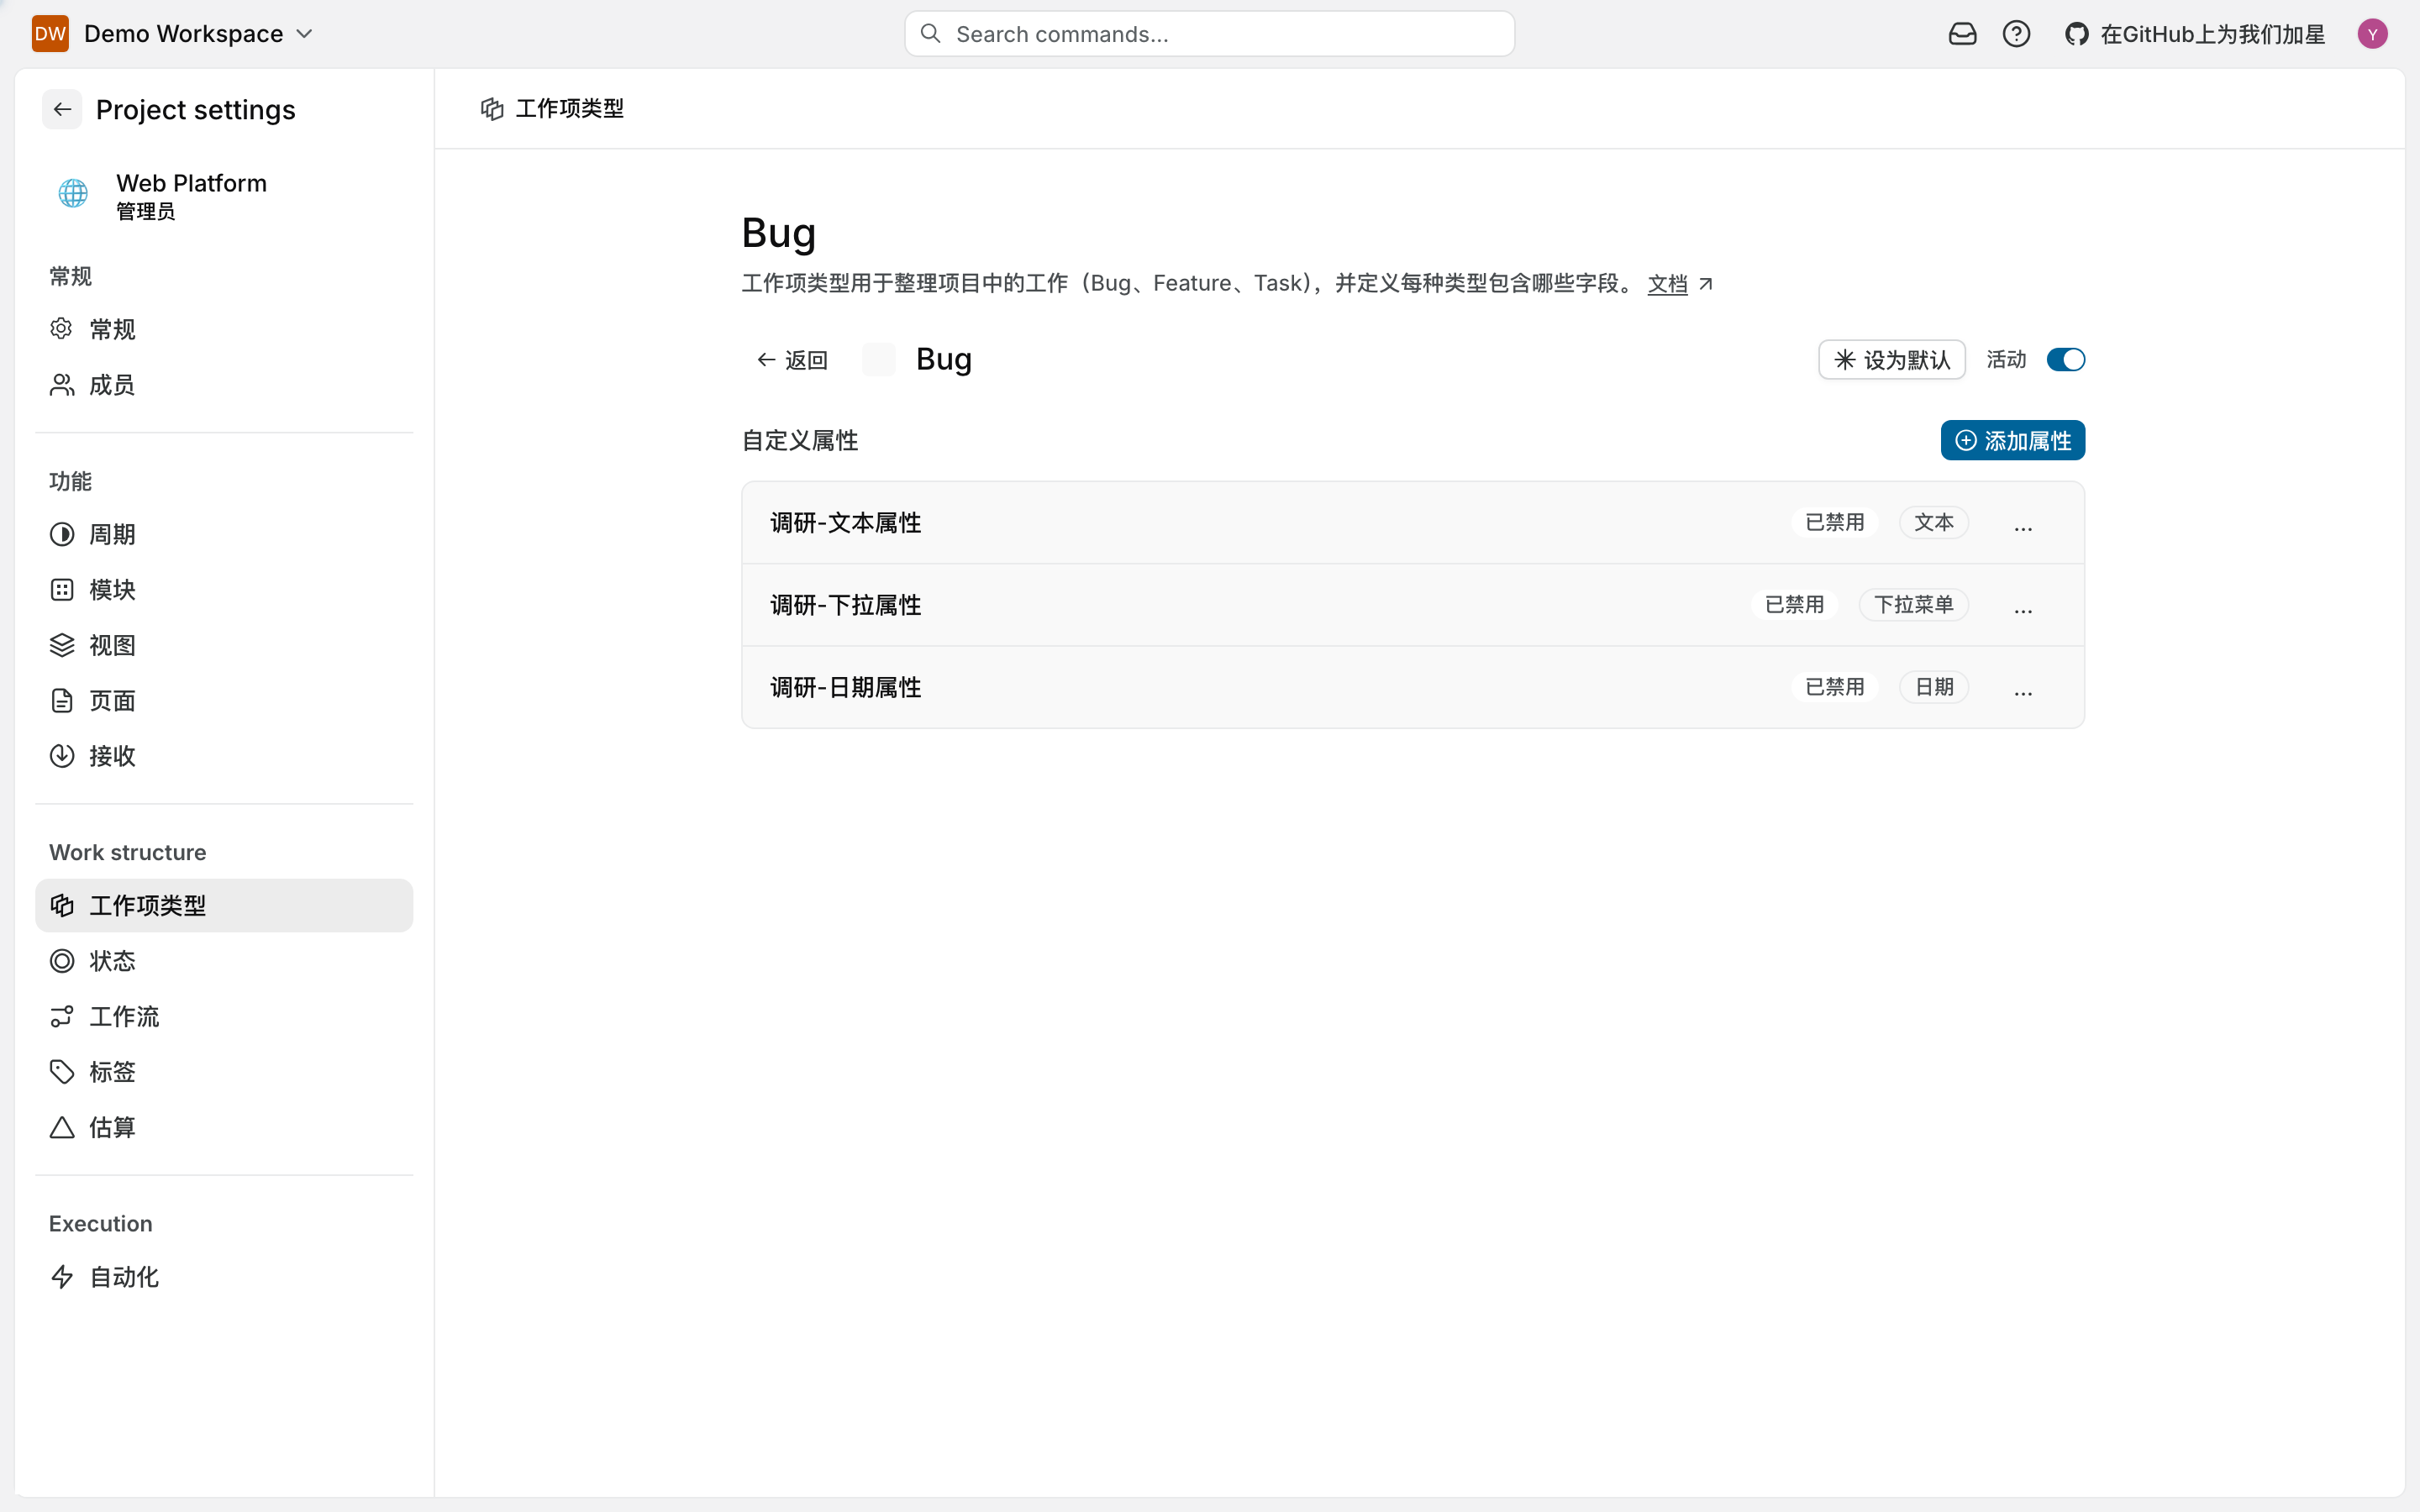 DW Demo Workspace
Search commands...
在GitHub上为我们加星
Y
Project settings
Web Platform
管理员
常规
常规
成员
功能
周期
模块
视图
页面
接收
Work structure
工作项类型
状态
工作流
标签
估算
Execution
自动化
工作项类型
Bug
工作项类型用于整理项目中的工作（Bug、Feature、Task），并定义每种类型包含哪些字段。 文档
返回
Bug
设为默认
活动
自定义属性
添加属性
调研-文本属性
已禁用
文本
...
调研-下拉属性
已禁用
下拉菜单
...
调研-日期属性
已禁用
日期
...